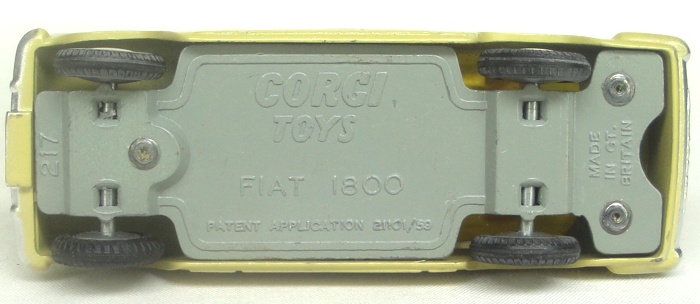 217
CORGI
TOYS
FIAT 1800
PATENT APPLICATION 21101/59
MADE
IN GT.
BRITAIN